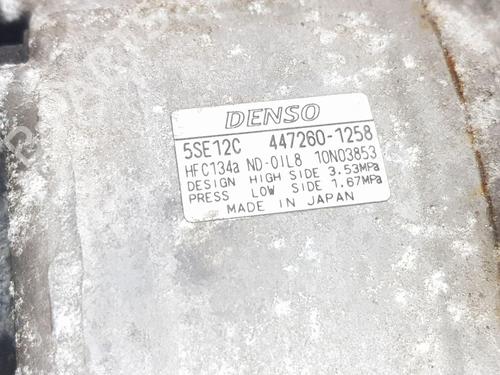 DENSO
5SE12C 447260-1258
HFC134a ND-OIL8 10N03853
DESIGN HIGH SIDE 3.53MPa
PRESS LOW SIDE 1.67MPa
MADE IN JAPAN